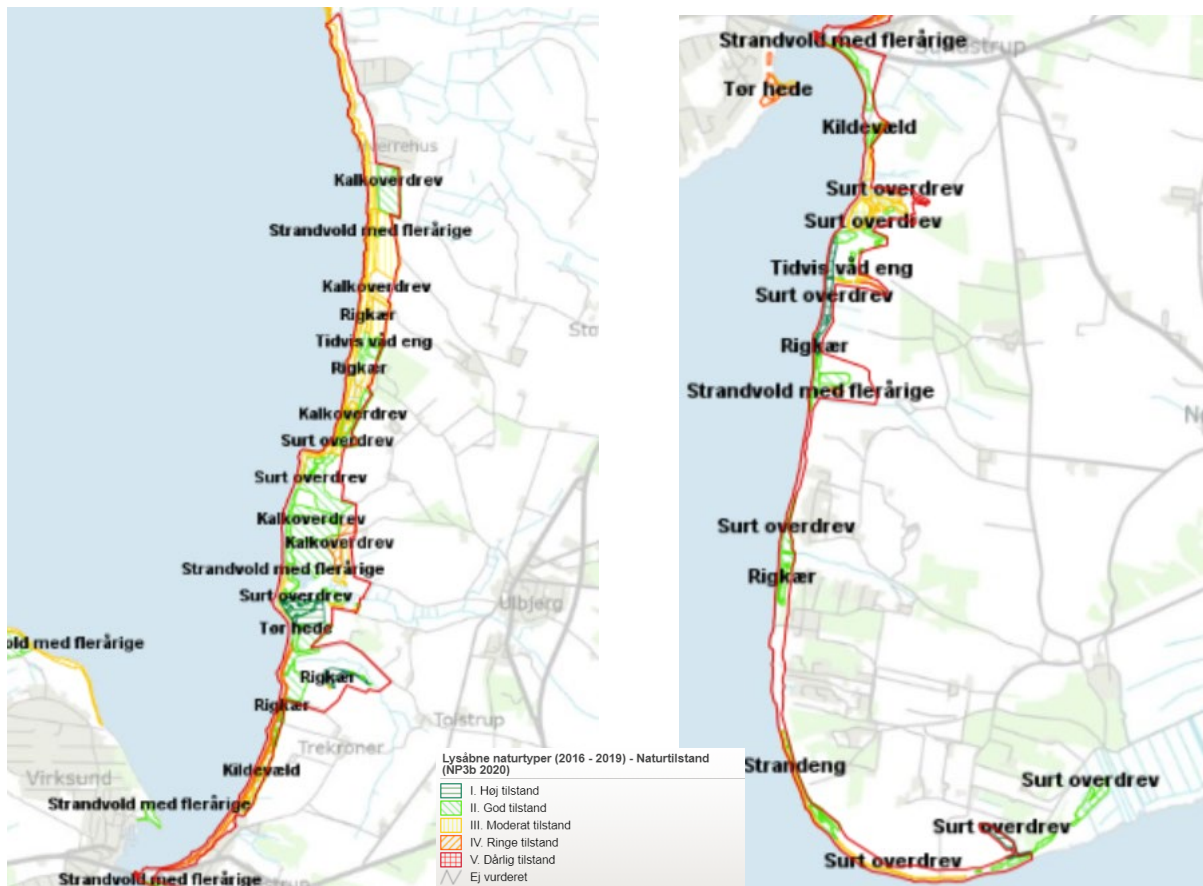 Kalkoverdrev
Strandvold med flerårige
Kalkoverdrev
Rigkær
Tidvis våd eng
Rigkær
Kalkoverdrev
Surt overdrev
Surt overdrev
Kalkoverdrev
Kalkoverdrev
Strandvold med flerårige
Surt overdrev
Ulbjerg
Tør hede
old med flerårige
Rigkær
Rigkær
Tolstrup
Trekroner
Kildevæld
Virksund
Strandvold med flerårige
Strandvold med flerårige
Lysåbne naturtyper (2016 - 2019) - Naturtilstand
(NP3b 2020)
I. Høj tilstand
II. God tilstand
III. Moderat tilstand
IV. Ringe tilstand
V. Dårlig tilstand
Ej vurderet
Strandvold med flerårige
Tør hede
Kildevæld
Surt overdrev
Surt overdrev
Tidvis våd eng
Surt overdrev
Rigkær
Strandvold med flerårige
Surt overdrev
Rigkær
Strandeng
Surt overdrev
Surt overdrev
Surt overdrev